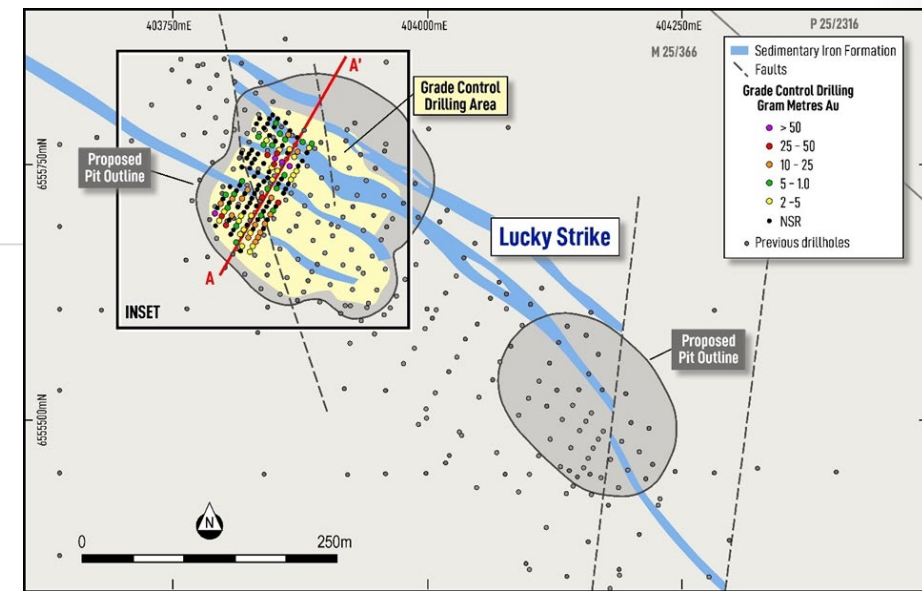 403750mE
404000mE
404250mE
P 25/2316
M 25/366
Sedimentary Iron Formation
Faults
Grade Control Drilling
Gram Metres Au
> 50
25 - 50
10 - 25
5 - 1.0
2 -5
NSR
Previous drillholes
A'
Grade Control
Drilling Area
6555750mN
Proposed
Pit Outline
Lucky Strike
A
INSET
Proposed
Pit Outline
6555500mN
N
0
250m